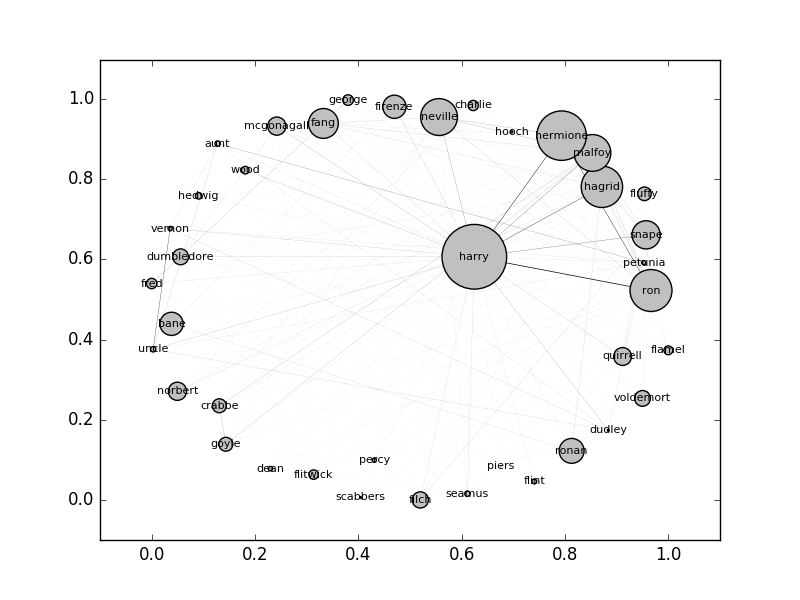 1.0
0.8
0.6
0.4
0.2
0.0
0.0
0.2
0.4
0.6
0.8
1.0
george
firenze
charlie
mcgonagall
fang
neville
hooch
hermione
aunt
malfoy
wood
hagrid
hedwig
fluffy
vernon
snape
dumbledore
harry
petunia
fred
ron
bane
uncle
quirrell
flamel
norbert
voldemort
crabbe
goyle
dudley
ronan
percy
dean
flitwick
piers
flint
scabbers
filch
seamus